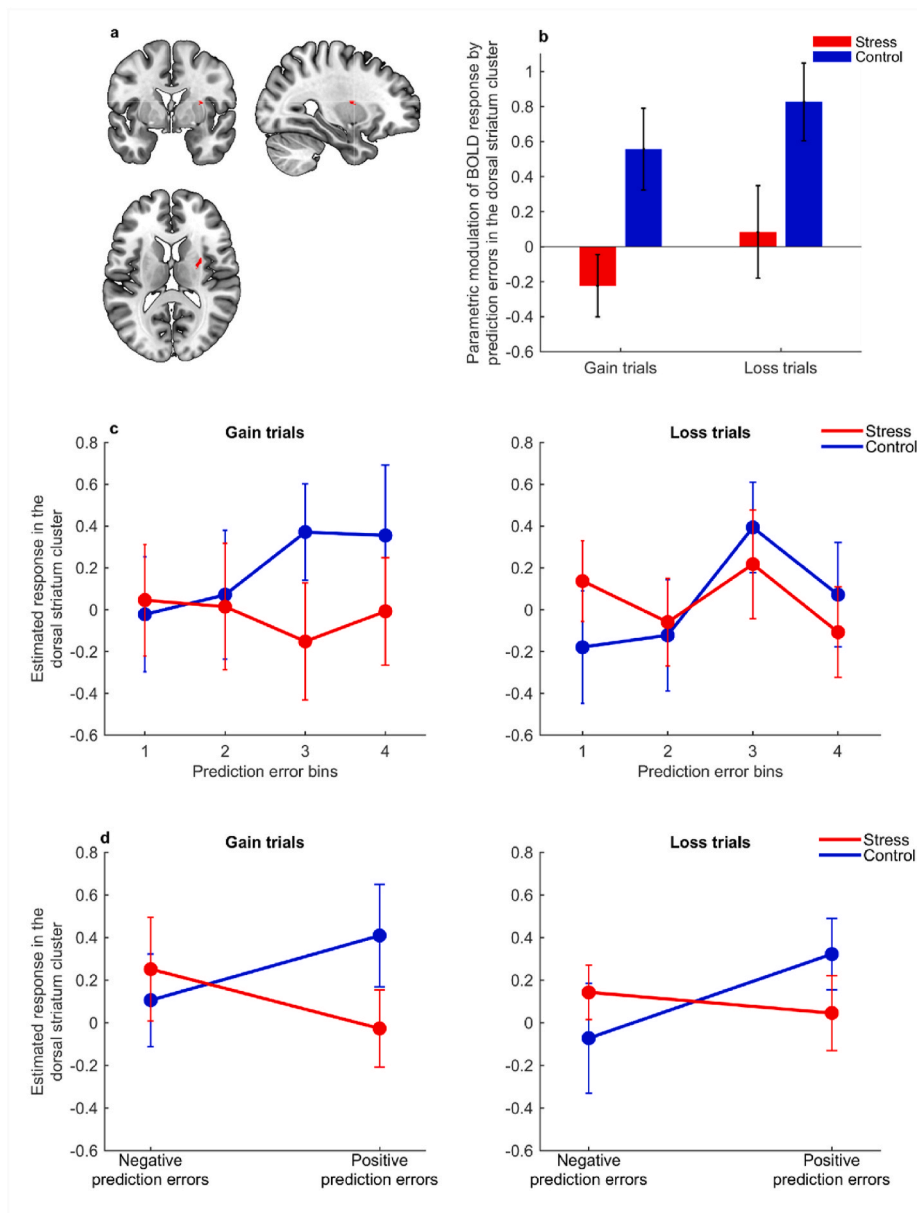 a
b
Stress
Control
Parametric modulation of BOLD response by
prediction errors in the dorsal striatum cluster
1
0.8
0.6
0.4
0.2
0
-0.2
-0.4
-0.6
Gain trials
Loss trials
c
Gain trials
Loss trials
Stress
Control
Estimated response in the
dorsal striatum cluster
0.8
0.6
0.4
0.2
0
-0.2
-0.4
-0.6
1 2 3 4
Prediction error bins
0.8
0.6
0.4
0.2
0
-0.2
-0.4
-0.6
1 2 3 4
Prediction error bins
d
Gain trials
Loss trials
Stress
Control
Estimated response in the
dorsal striatum cluster
0.8
0.6
0.4
0.2
0
-0.2
-0.4
-0.6
Negative
prediction errors
Positive
prediction errors
0.8
0.6
0.4
0.2
0
-0.2
-0.4
-0.6
Negative
prediction errors
Positive
prediction errors